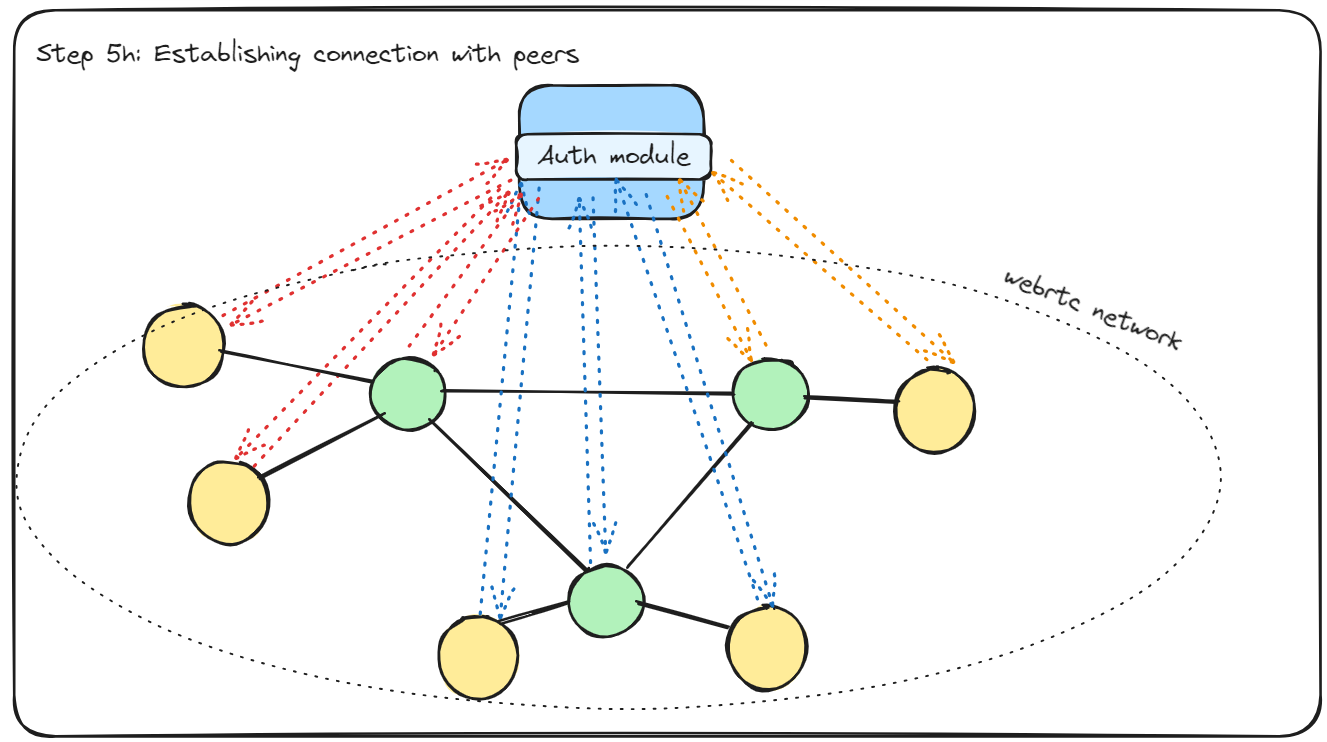 Step 5h: Establishing connection with peers
Auth module
webrtc network